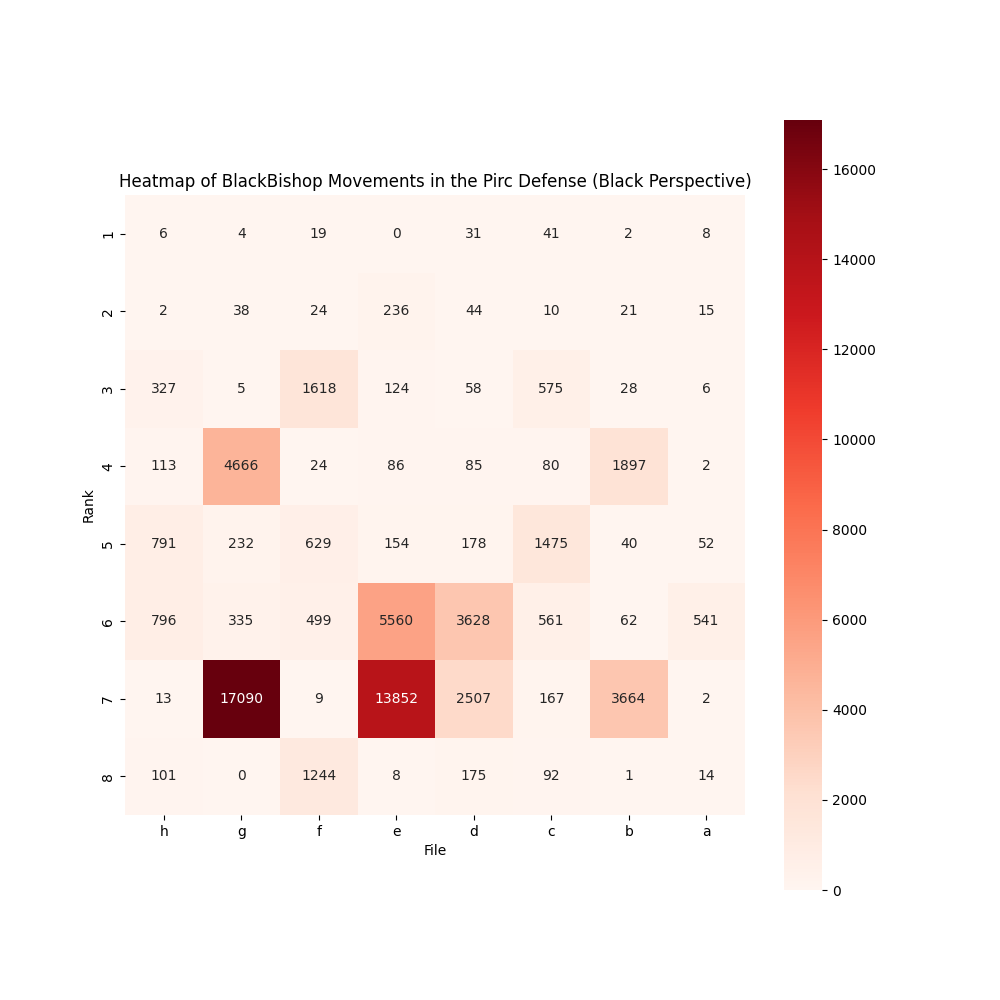 Heatmap of BlackBishop Movements in the Pirc Defense (Black Perspective)
1 6 4 19 0 31 41 2 8
2 2 38 24 236 44 10 21 15
3 327 5 1618 124 58 575 28 6
4 113 4666 24 86 85 80 1897 2
Rank
5 791 232 629 154 178 1475 40 52
6 796 335 499 5560 3628 561 62 541
7 13 17090 9 13852 2507 167 3664 2
8 101 0 1244 8 175 92 1 14
h g f e d c b a
File
16000
14000
12000
10000
8000
6000
4000
2000
0